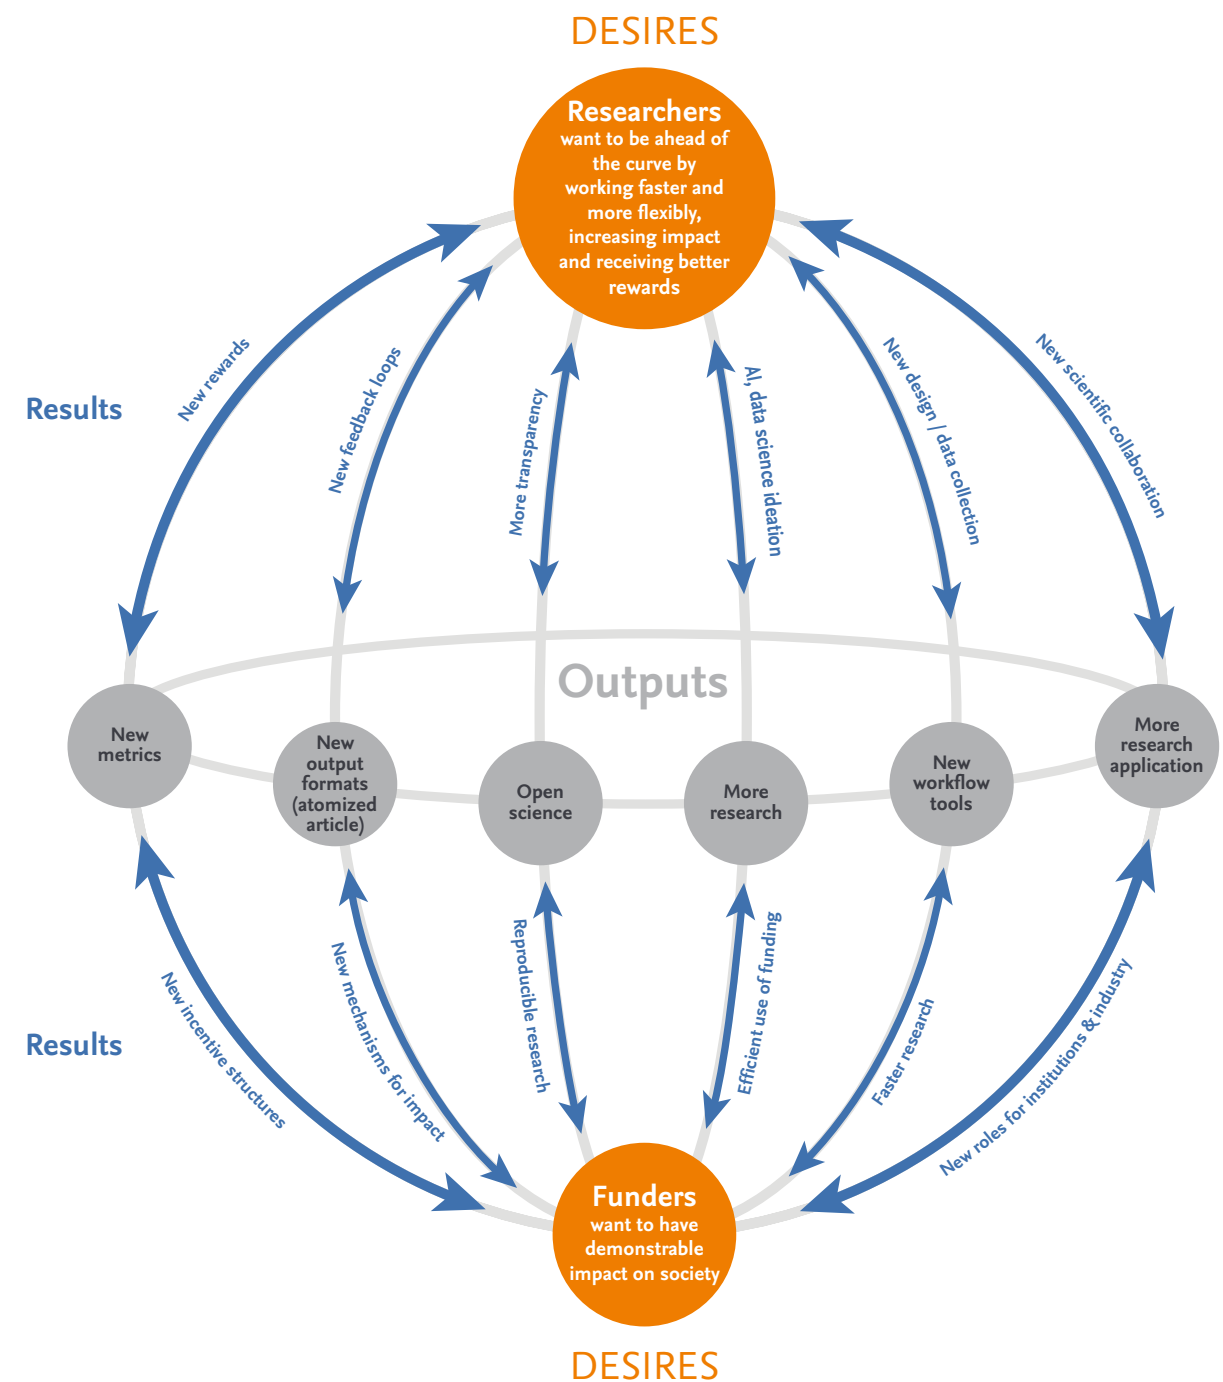 DESIRES
Researchers
want to be ahead of
the curve by
working faster and
more flexibly,
increasing impact
and receiving better
rewards
Results
New rewards
New feedback loops
More transparency
AI, data science ideation
New design / data collection
New scientific collaboration
Outputs
New
metrics
New
output
formats
(atomized
article)
Open
science
More
research
New
workflow
tools
More
research
application
Results
New incentive structures
New mechanisms for impact
Reproducible research
Efficient use of funding
Faster research
New roles for institutions & industry
Funders
want to have
demonstrable
impact on society
DESIRES